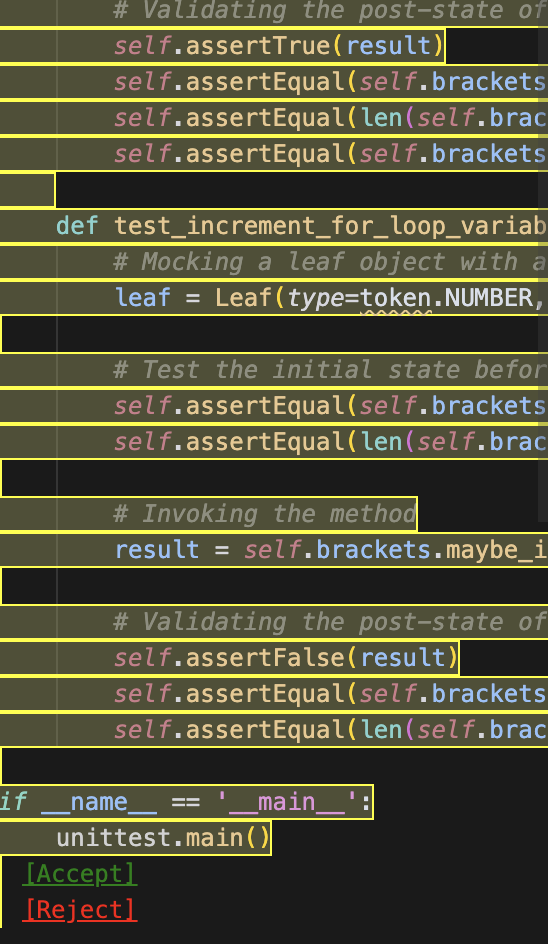 # Validating the post-state of
self.assertTrue(result)
self.assertEqual(self.brackets
self.assertEqual(len(self.brac
self.assertEqual(self.brackets
def test_increment_for_loop_variab
# Mocking a leaf object with a
leaf = Leaf(type=token.NUMBER,
# Test the initial state befor
self.assertEqual(self.brackets
self.assertEqual(len(self.brac
# Invoking the method
result = self.brackets.maybe_i
# Validating the post-state of
self.assertFalse(result)
self.assertEqual(self.brackets
self.assertEqual(len(self.brac
if __name__ == '__main__':
unittest.main()
[Accept]
[Reject]